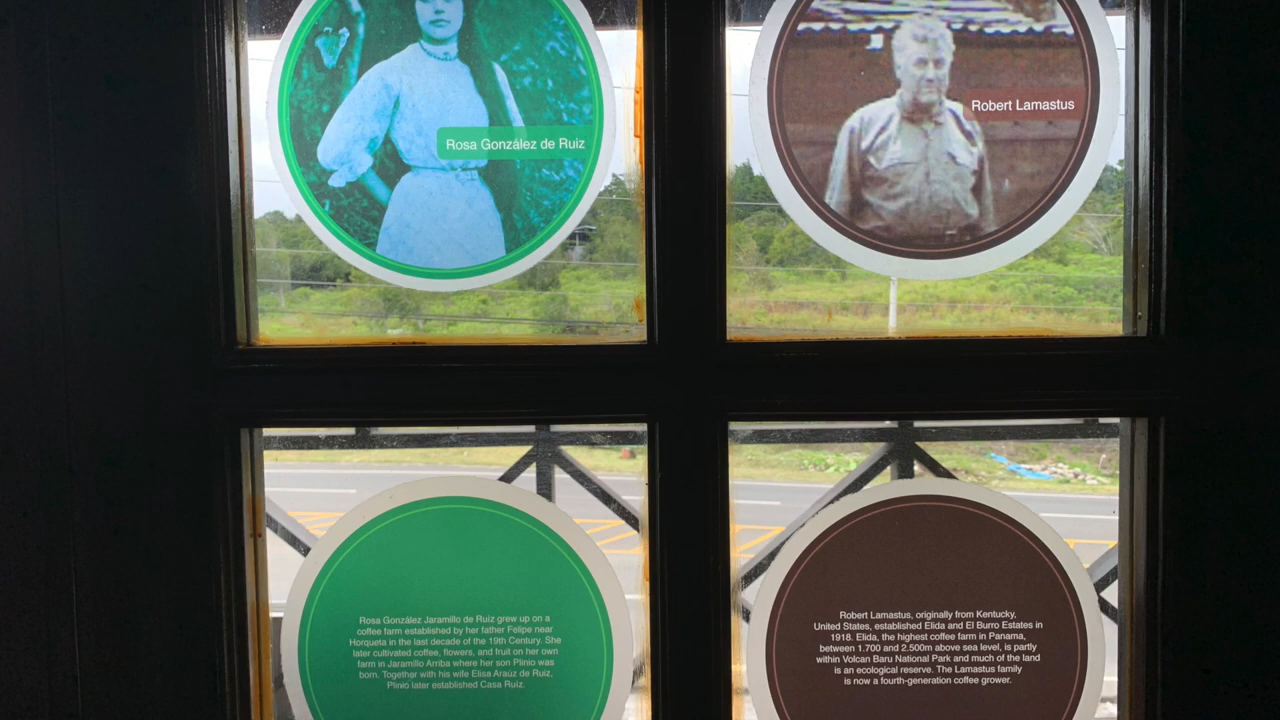 Rosa González de Ruiz
Robert Lamastus
Rosa González Jaramillo de Ruíz grew up on a
coffee farm established by her father Felipe near
Horqueta in the last decade of the 19th Century. She
later cultivated coffee, flowers, and fruit on her own
farm in Jaramillo Arriba where her son Plinio was
born. Together with his wife Elisa Araúz de Ruiz,
Plinio later established Casa Ruiz.
Robert Lamastus, originally from Kentucky,
United States, established Elida and El Burro Estates in
1918. Elida, the highest coffee farm in Panama,
between 1.700 and 2.500m above sea level, is partly
within Volcan Baru National Park and much of the land
is an ecological reserve. The Lamastus family
is now a fourth-generation coffee grower.